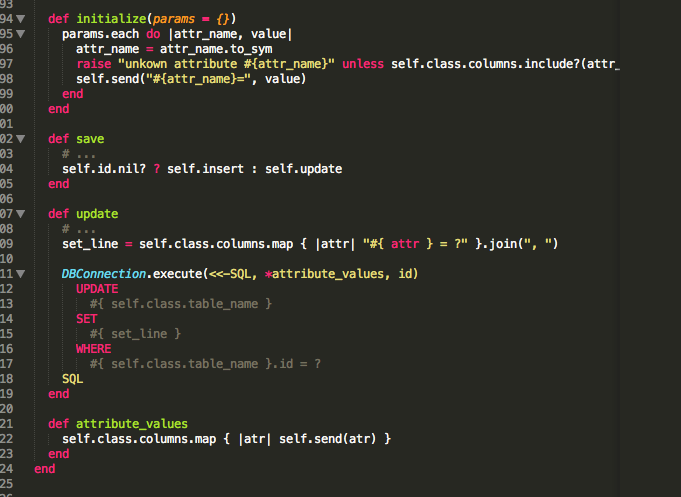 93
94 def initialize(params = {})
95 params.each do |attr_name, value|
96 attr_name = attr_name.to_sym
97 raise "unkown attribute #{attr_name}" unless self.class.columns.include?(attr_
98 self.send("#{attr_name}=", value)
99 end
00 end
01
02 def save
03 # ...
04 self.id.nil? ? self.insert : self.update
05 end
06
07 def update
08 # ...
09 set_line = self.class.columns.map { |attr| "#{ attr } = ?" }.join(", ")
10
11 DBConnection.execute(<<-SQL, *attribute_values, id)
12 UPDATE
13 #{ self.class.table_name }
14 SET
15 #{ set_line }
16 WHERE
17 #{ self.class.table_name }.id = ?
18 SQL
19 end
20
21 def attribute_values
22 self.class.columns.map { |atr| self.send(atr) }
23 end
24 end
25